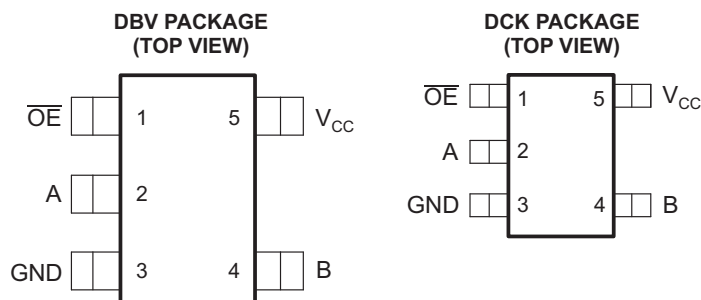 DBV PACKAGE
(TOP VIEW)
OE 1 5 VCC
A 2
GND 3 4 B
DCK PACKAGE
(TOP VIEW)
OE 1 5 VCC
A 2
GND 3 4 B